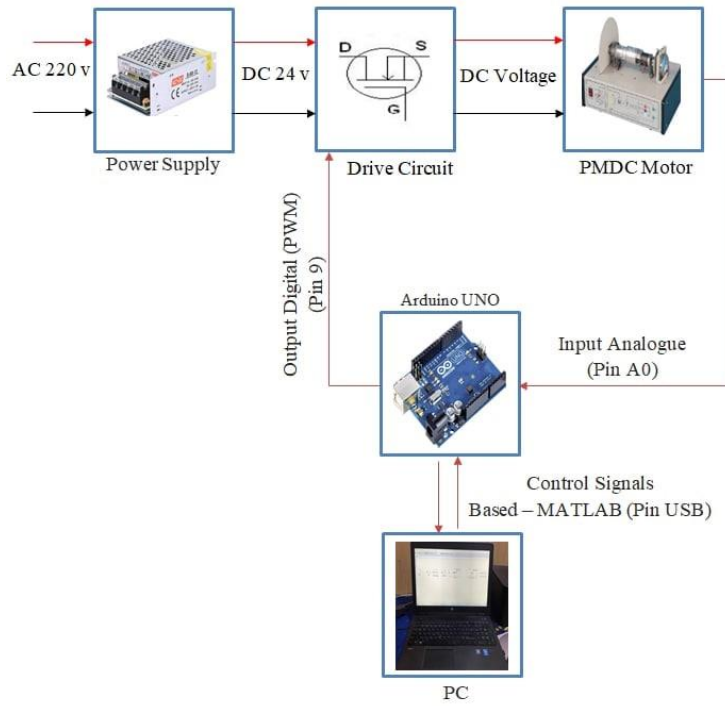 AC 220 v
DC 24 v
D
S
G
DC Voltage
Power Supply
Drive Circuit
PMDC Motor
Output Digital (PWM)
(Pin 9)
Arduino UNO
Input Analogue
(Pin A0)
Control Signals
Based – MATLAB (Pin USB)
PC